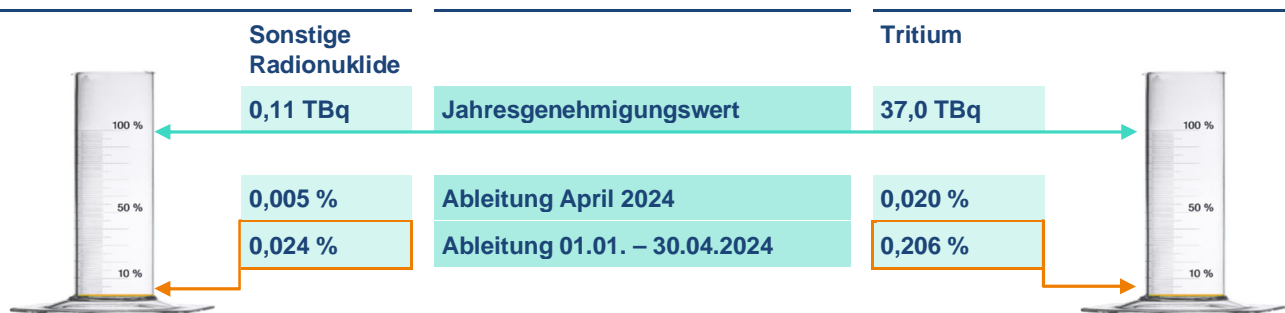 Sonstige
Radionuklide
Tritium
0,11 TBq
Jahresgenehmigungswert
37,0 TBq
100 %
100 %
0,005 %
Ableitung April 2024
0,020 %
50 %
50 %
0,024 %
Ableitung 01.01. – 30.04.2024
0,206 %
10 %
10 %